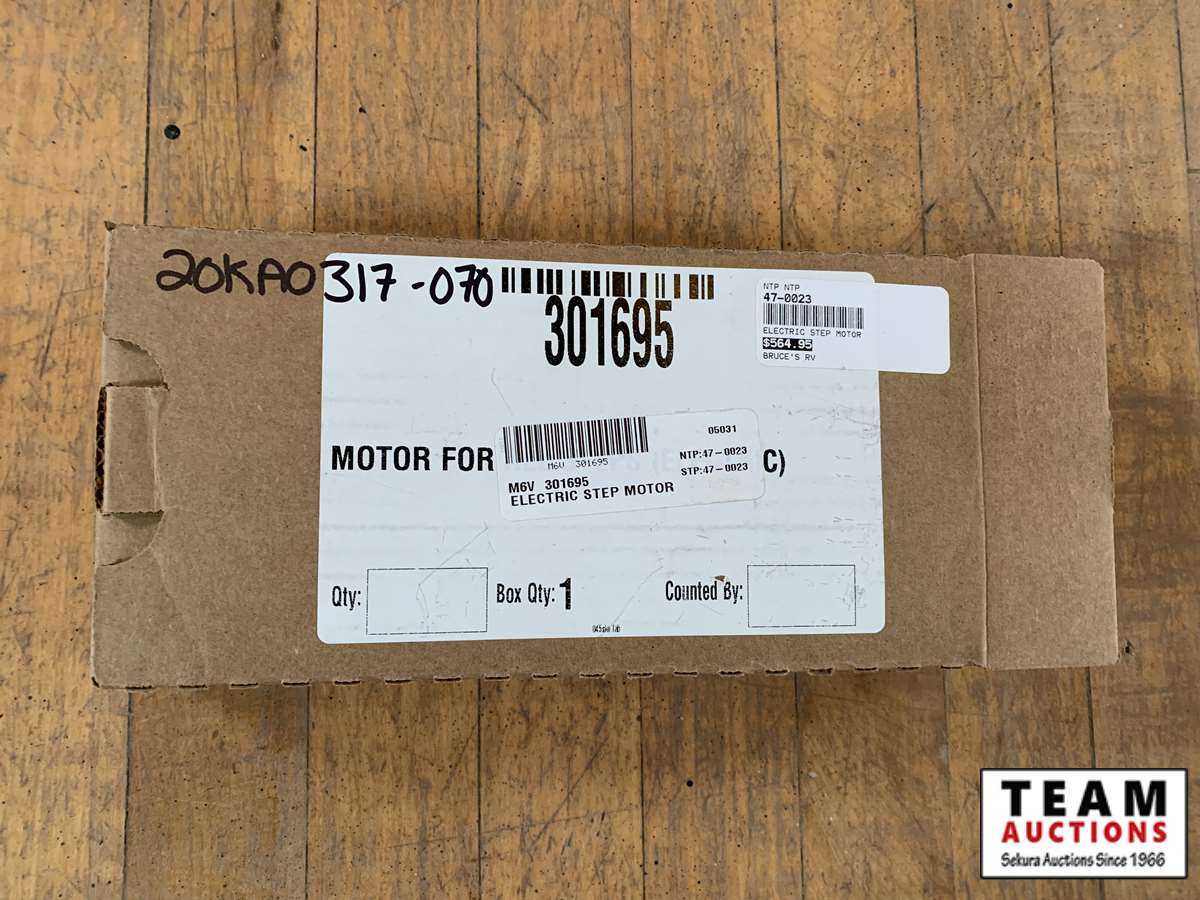 20KA0317-070
301695
NTP NTP
47-0023
ELECTRIC STEP MOTOR
$564.95
BRUCE'S RV
MOTOR FOR C)
05031
M6V 301695
NTP:47-0023
STP:47-0023
M6V 301695
ELECTRIC STEP MOTOR
Qty:
Box Qty: 1
Counted By:
TEAM
AUCTIONS
Sekura Auctions Since 1966